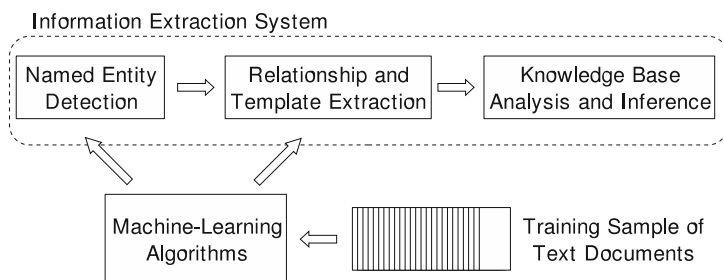 Information Extraction System
Named Entity
Detection
Relationship and
Template Extraction
Knowledge Base
Analysis and Inference
Machine-Learning
Algorithms
Training Sample of
Text Documents